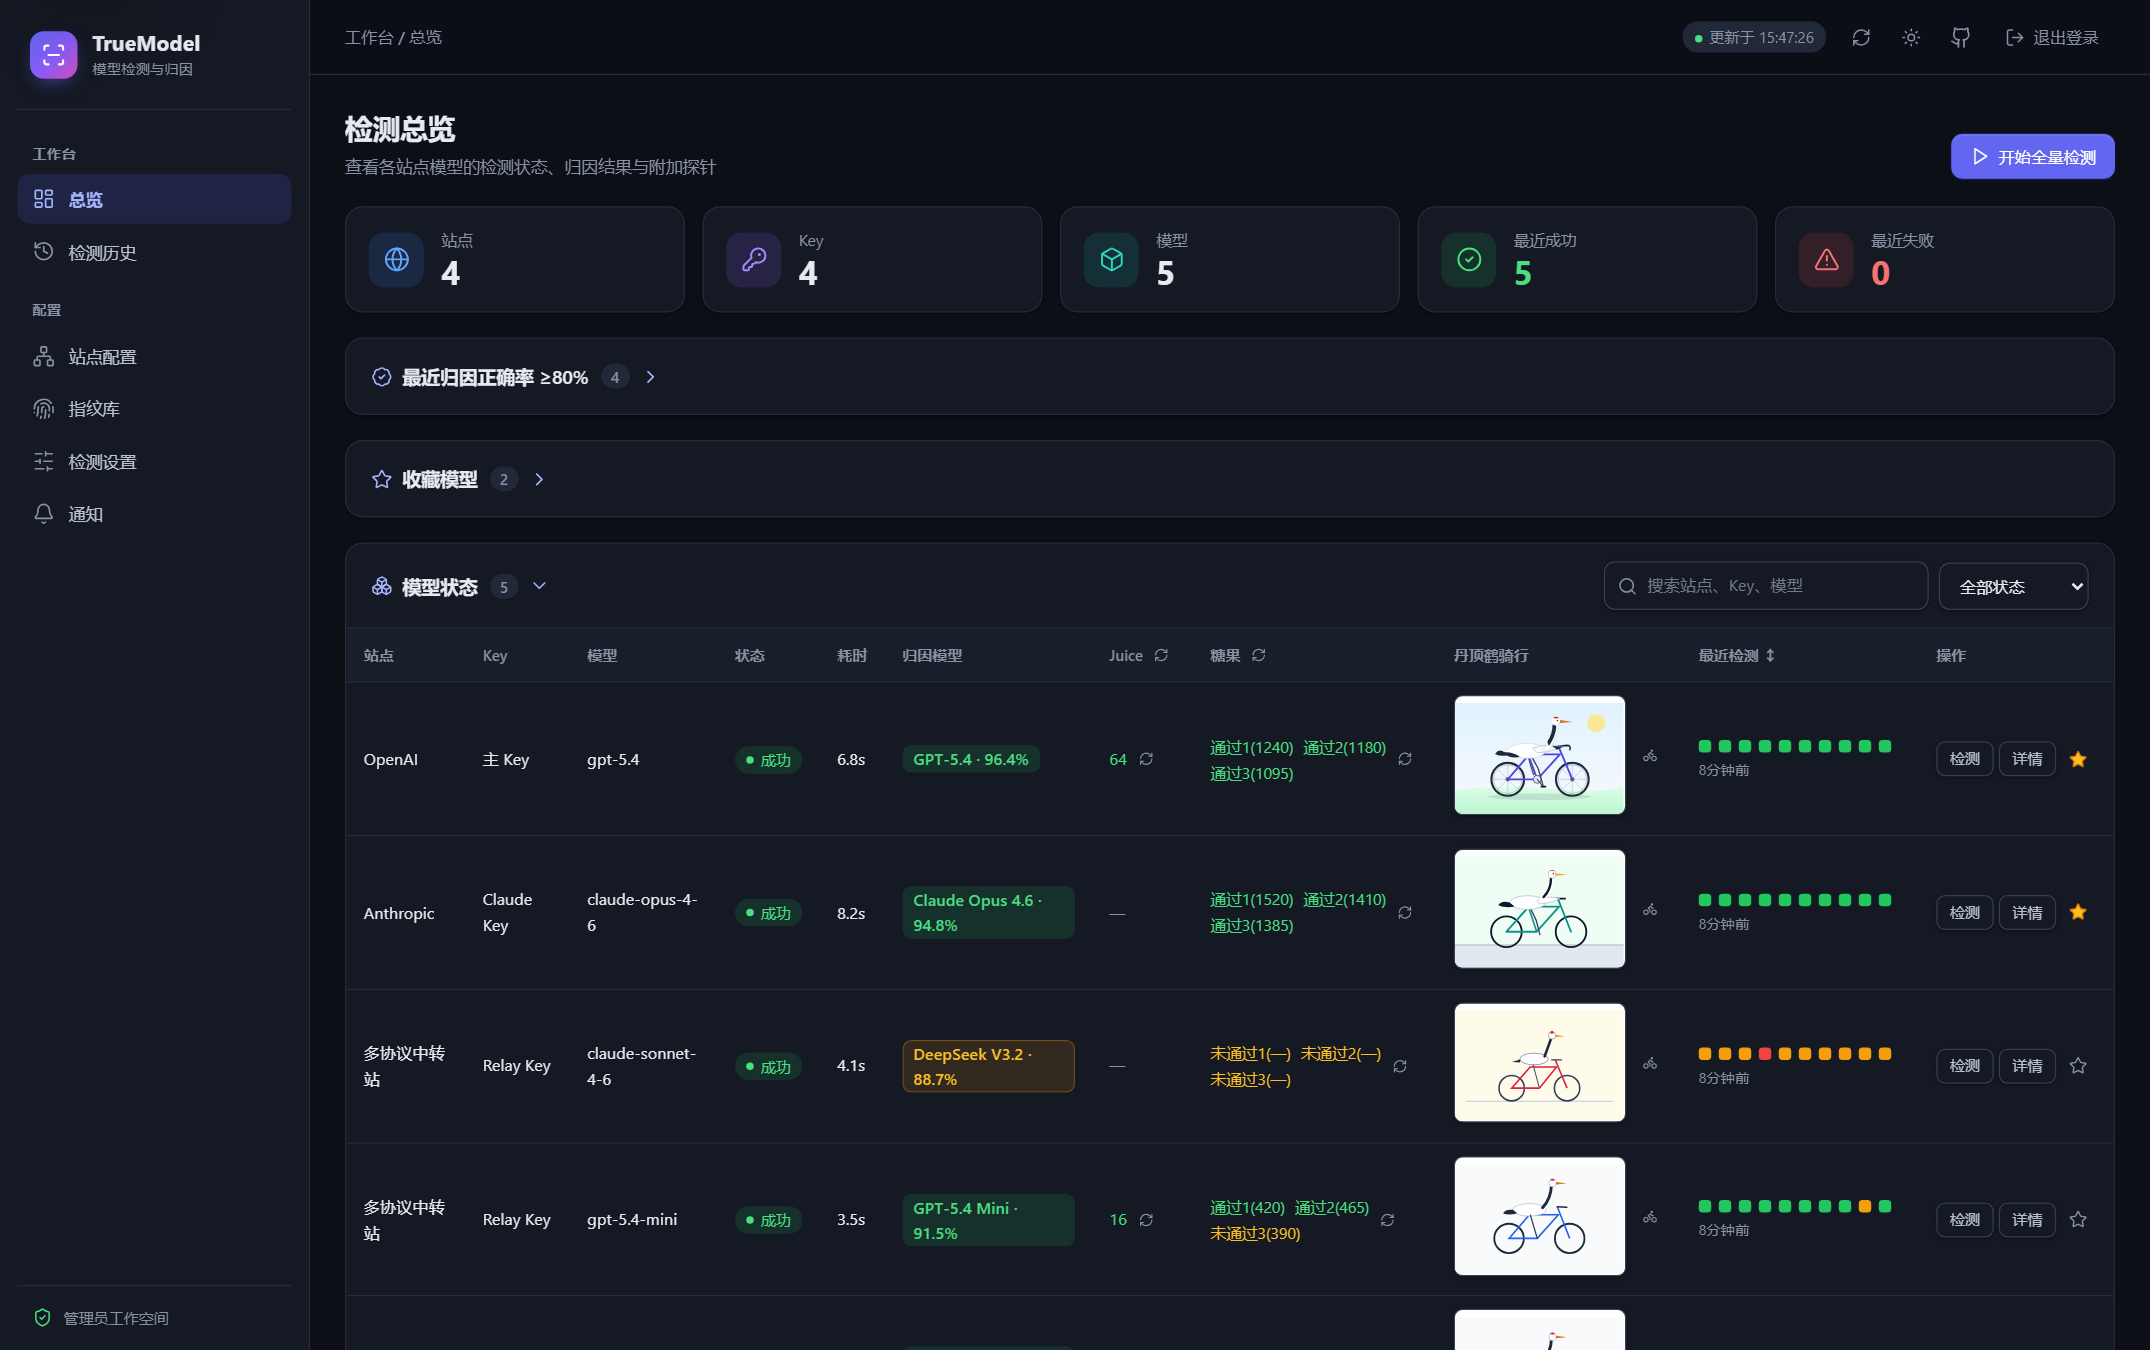 TrueModel
模型检测与归因
工作台
总览
检测历史
配置
站点配置
指纹库
检测设置
通知
管理员工作空间
工作台 / 总览
更新于 15:47:26
退出登录
检测总览
查看各站点模型的检测状态、归因结果与附加探针
开始全量检测
站点
4
Key
4
模型
5
最近成功
5
最近失败
0
最近归因正确率 ≥80% 4
收藏模型 2
模型状态 5
搜索站点、Key、模型
全部状态
站点 Key 模型 状态 耗时 归因模型 Juice 糖果 丹顶鹤骑行 最近检测 操作
OpenAI 主 Key gpt-5.4 成功 6.8s GPT-5.4 · 96.4% 64
通过1(1240) 通过2(1180)
通过3(1095)
8分钟前
检测 详情
Anthropic
Claude
Key
claude-opus-4-
6
成功 8.2s
Claude Opus 4.6 ·
94.8%
—
通过1(1520) 通过2(1410)
通过3(1385)
8分钟前
检测 详情
多协议中转
站
Relay Key
claude-sonnet-
4-6
成功 4.1s
DeepSeek V3.2 ·
88.7%
—
未通过1(—) 未通过2(—)
未通过3(—)
8分钟前
检测 详情
多协议中转
站
Relay Key gpt-5.4-mini 成功 3.5s
GPT-5.4 Mini ·
91.5%
16
通过1(420) 通过2(465)
未通过3(390)
8分钟前
检测 详情